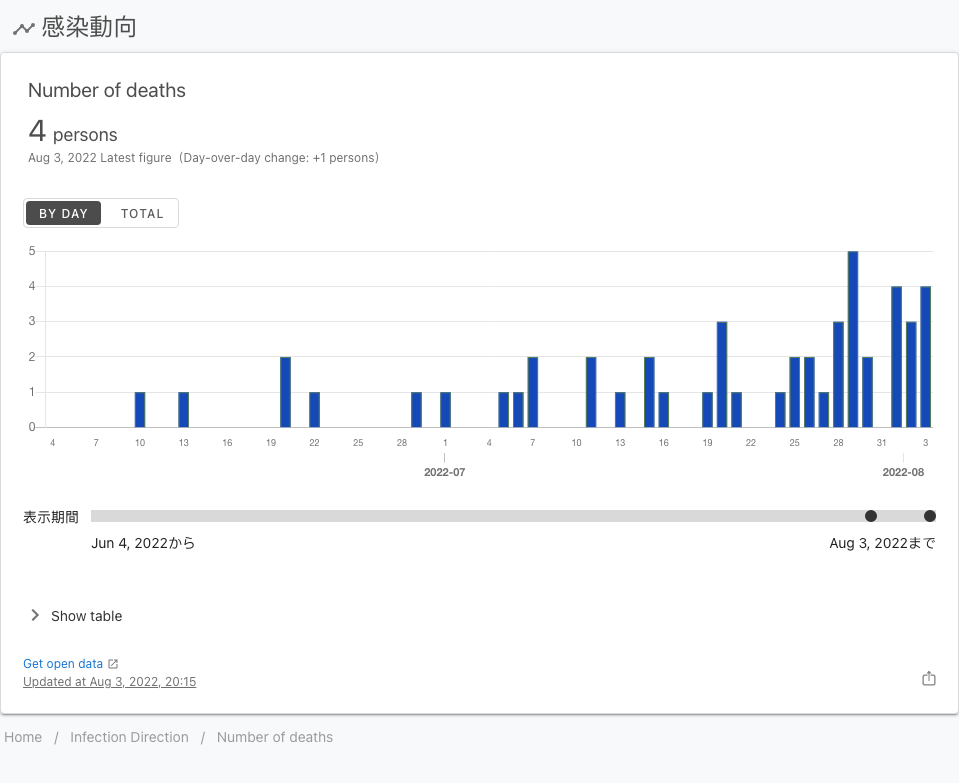 感染動向
Number of deaths
4 persons
Aug 3, 2022 Latest figure (Day-over-day change: +1 persons)
BY DAY TOTAL
5
4
3
2
1
0
4 7 10 13 16 19 22 25 28 1 4 7 10 13 16 19 22 25 28 31 3
2022-07 2022-08
表示期間
Jun 4, 2022から Aug 3, 2022まで
Show table
Get open data
Updated at Aug 3, 2022, 20:15
Home / Infection Direction / Number of deaths